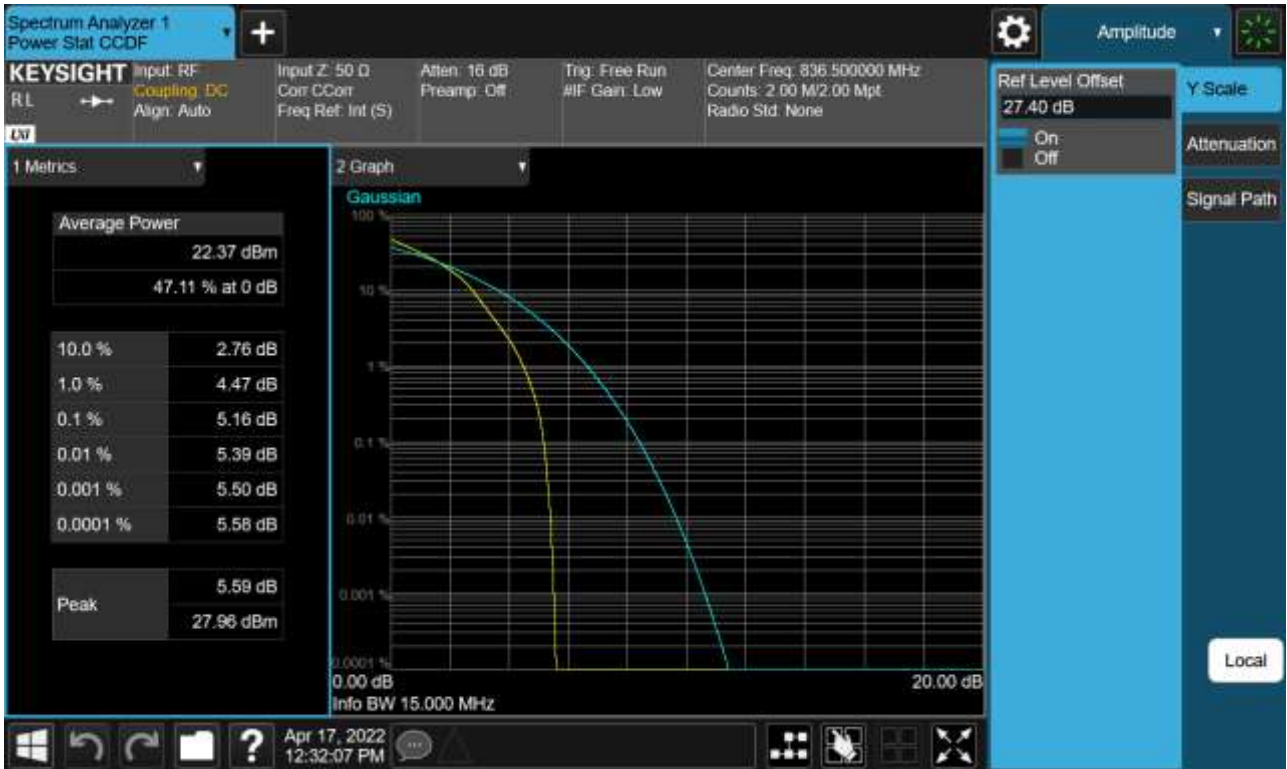 Spectrum Analyzer 1
Power Stat CCDF
+
Amplitude
KEYSIGHT
RL
LXI
Input: RF
Coupling: DC
Align: Auto
Input Z: 50 Ω
Corr CCorr
Freq Ref: Int (S)
Atten: 16 dB
Preamp: Off
Trig: Free Run
#IF Gain: Low
Center Freq: 836.500000 MHz
Counts: 2.00 M/2.00 Mpt
Radio Std: None
Ref Level Offset
27.40 dB
On
Off
Y Scale
Attenuation
Signal Path
1 Metrics
Average Power
22.37 dBm
47.11 % at 0 dB
10.0 % 2.76 dB
1.0 % 4.47 dB
0.1 % 5.16 dB
0.01 % 5.39 dB
0.001 % 5.50 dB
0.0001 % 5.58 dB
Peak
5.59 dB
27.96 dBm
2 Graph
Gaussian
100 %
10 %
1 %
0.1 %
0.01 %
0.001 %
0.0001 %
0.00 dB 20.00 dB
Info BW 15.000 MHz
Local
?
Apr 17, 2022
12:32:07 PM